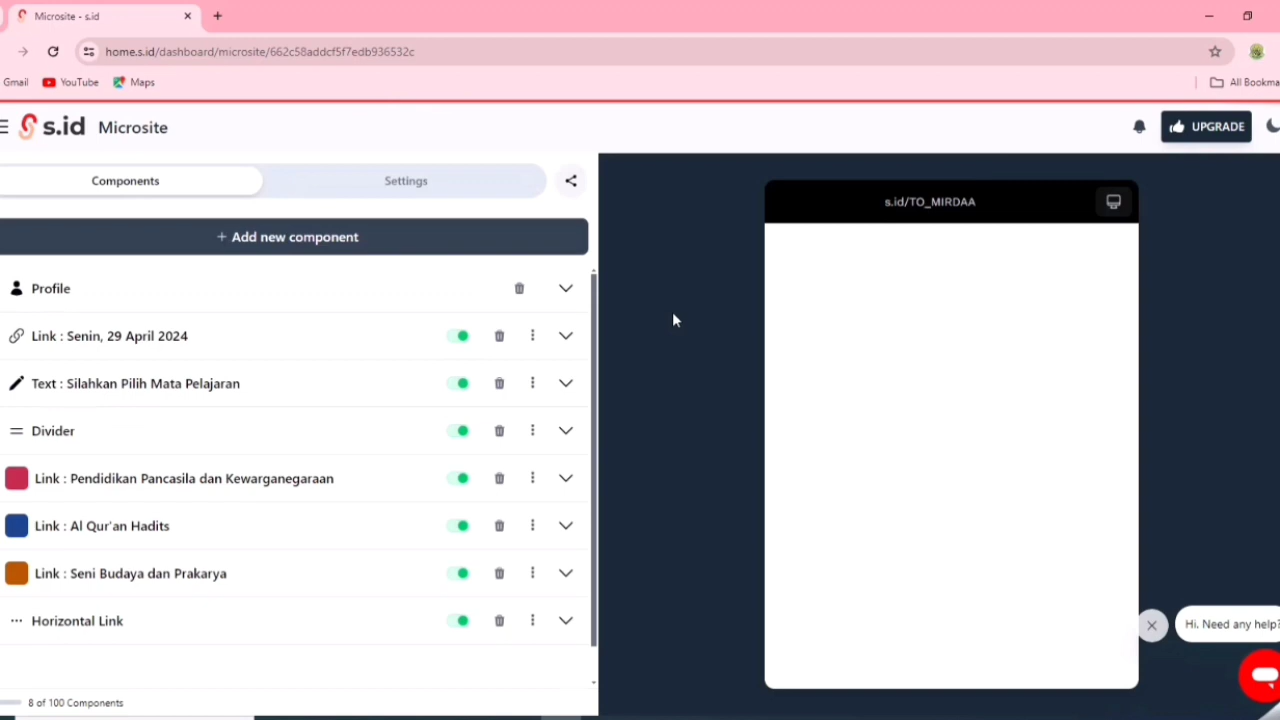 Microsite - s.id
home.s.id/dashboard/microsite/662c58addcf5f7edb936532c
Gmail YouTube Maps All Bookma
s.id Microsite UPGRADE
Components Settings
+ Add new component
s.id/TO_MIRDAA
Profile
Link : Senin, 29 April 2024
Text : Silahkan Pilih Mata Pelajaran
Divider
Link : Pendidikan Pancasila dan Kewarganegaraan
Link : Al Qur'an Hadits
Link : Seni Budaya dan Prakarya
Horizontal Link
Hi. Need any help?
8 of 100 Components